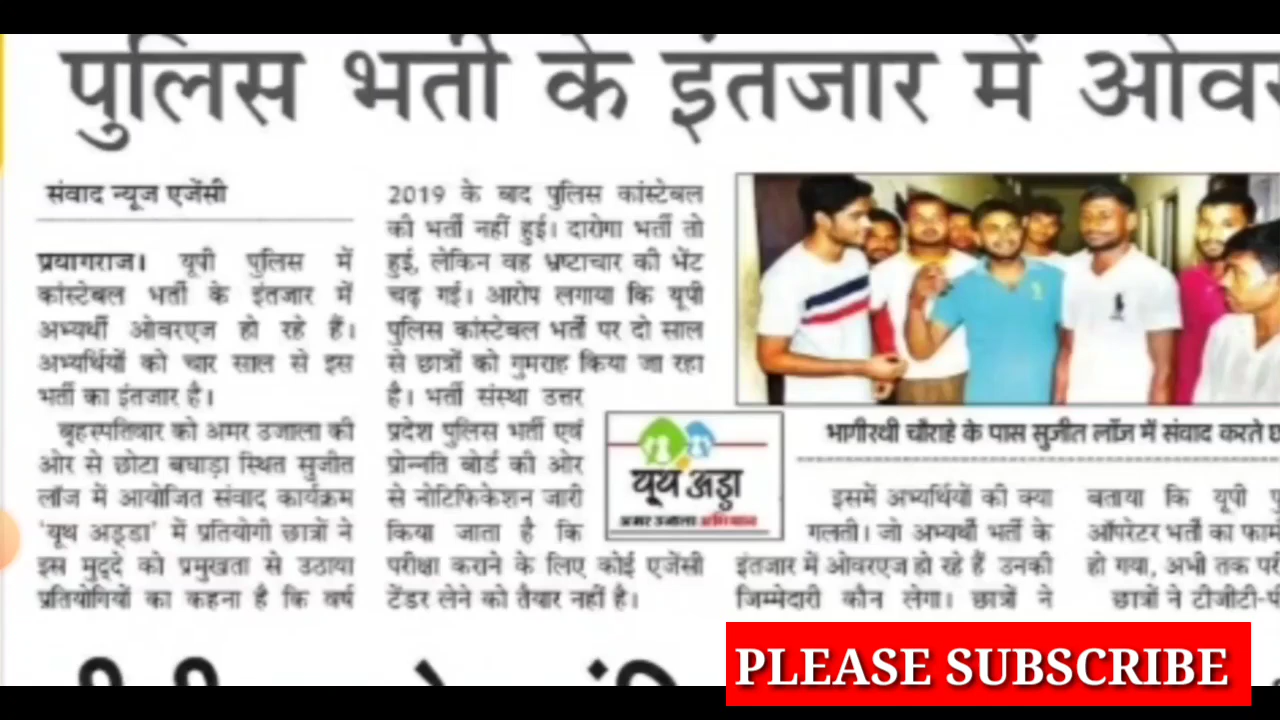 पुलिस भर्ती के इंतजार में
संवाद न्यूज एजेंसी
प्रयागराज। यूपी पुलिस में
कांस्टेबल भर्ती के इंतजार में
अभ्यर्थी ओवरएज हो रहे हैं।
अभ्यर्थियों को चार साल से इस
भर्ती का इंतजार है।
बृहस्पतिवार को अमर उजाला की
ओर से छोटा बघाड़ा स्थित सुजीत
लॉज में आयोजित संवाद कार्यक्रम
'यूथ अड्डा' में प्रतियोगी छात्रों ने
इस मुद्दे को प्रमुखता से उठाया
प्रतियोगियों का कहना है कि वर्ष
2019 के बाद पुलिस कांस्टेबल
की भर्ती नहीं हुई। दारोगा भर्ती तो
हुई, लेकिन वह भ्रष्टाचार की भेंट
चढ़ गई। आरोप लगाया कि यूपी
पुलिस कांस्टेबल भर्ती पर दो साल
से छात्रों को गुमराह किया जा रहा
है। भर्ती संस्था उत्तर
प्रदेश पुलिस भर्ती एवं
प्रोन्नति बोर्ड की ओर
से नोटिफिकेशन जारी
किया जाता है कि
परीक्षा कराने के लिए कोई एजेंसी
टेंडर लेने को तैयार नहीं है।
यूथ अड्डा
अमर उजाला अभियान
भागीरथी चौराहे के पास सुजीत लॉज में संवाद करते
इसमें अभ्यर्थियों की क्या
गलती। जो अभ्यर्थी भर्ती के
इंतजार में ओवरएज हो रहे हैं उनकी
जिम्मेदारी कौन लेगा। छात्रों ने
बताया कि यूपी
ऑपरेटर भर्ती का
हो गया, अभी तक
छात्रों ने टीजीटी-
PLEASE SUBSCRIBE